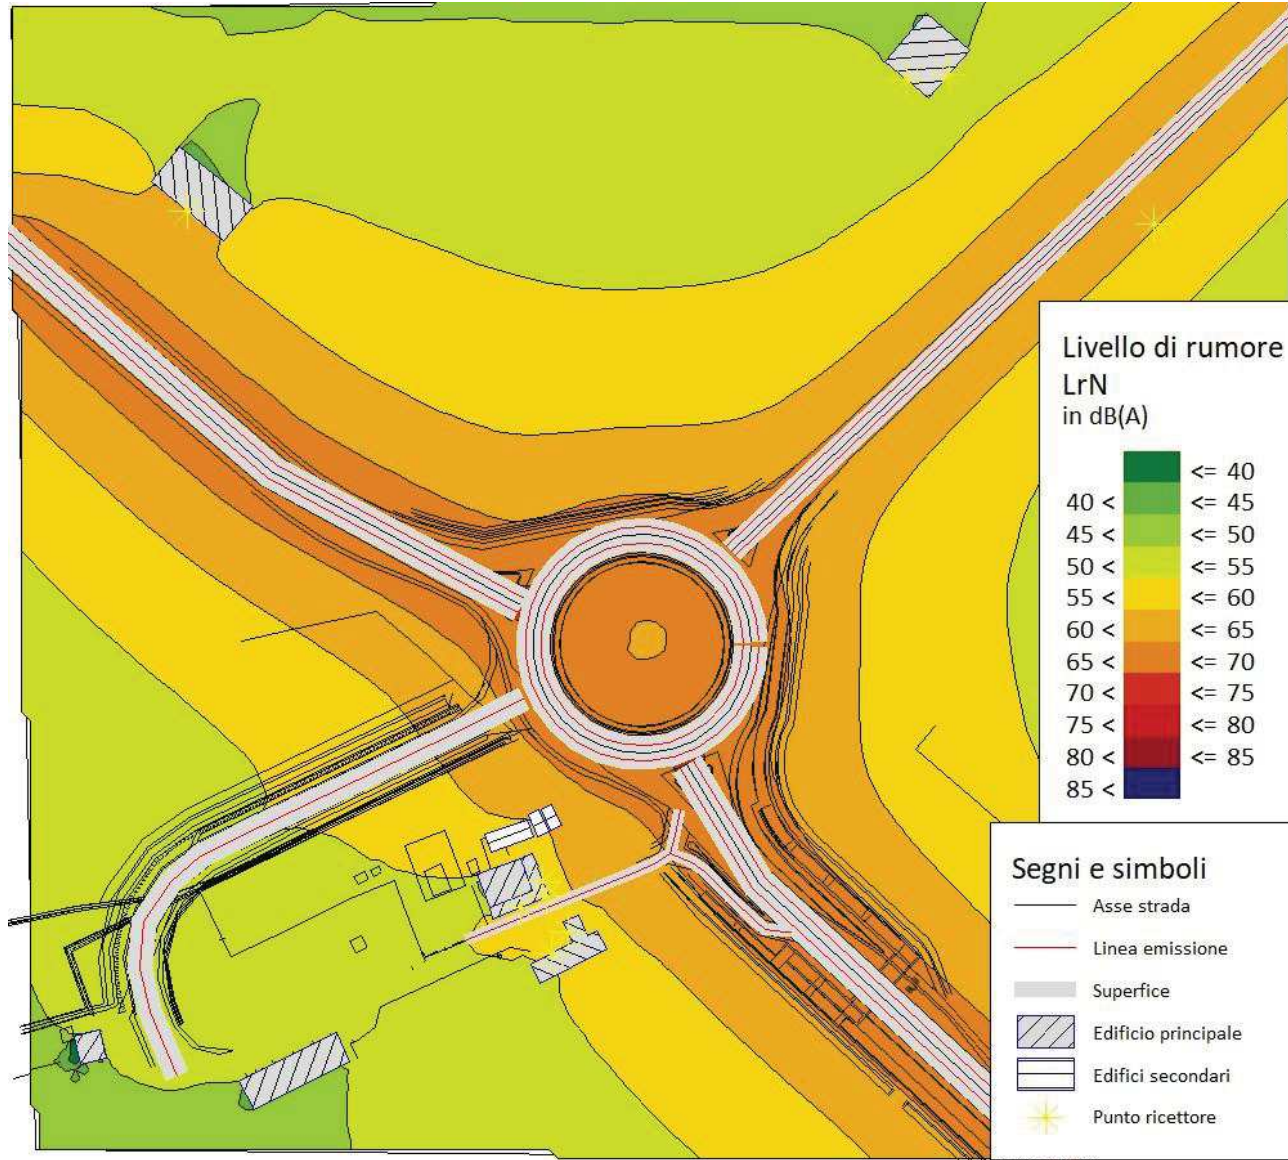 Livello di rumore
LrN
in dB(A)
<= 40
40 < <= 45
45 < <= 50
50 < <= 55
55 < <= 60
60 < <= 65
65 < <= 70
70 < <= 75
75 < <= 80
80 < <= 85
85 <
Segni e simboli
Asse strada
Linea emissione
Superfice
Edificio principale
Edifici secondari
Punto ricettore